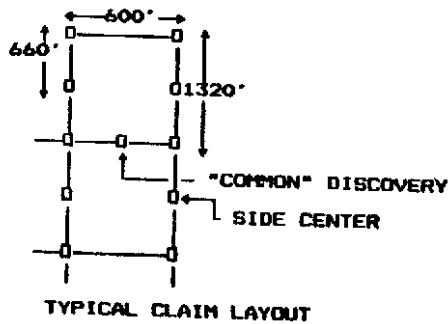 600'
660'
1320'
"COMMON" DISCOVERY
SIDE CENTER
TYPICAL CLAIM LAYOUT